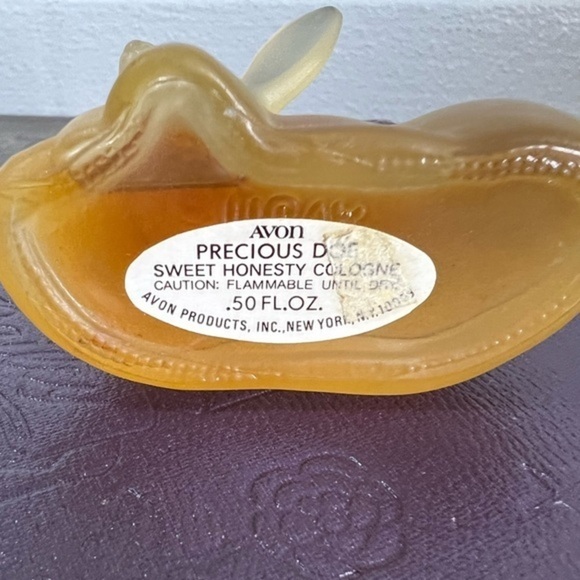 AVON
PRECIOUS DOE
SWEET HONESTY COLOGNE
CAUTION: FLAMMABLE UNTIL DRY
.50 FL.OZ.
AVON PRODUCTS, INC., NEW YORK, N.Y.